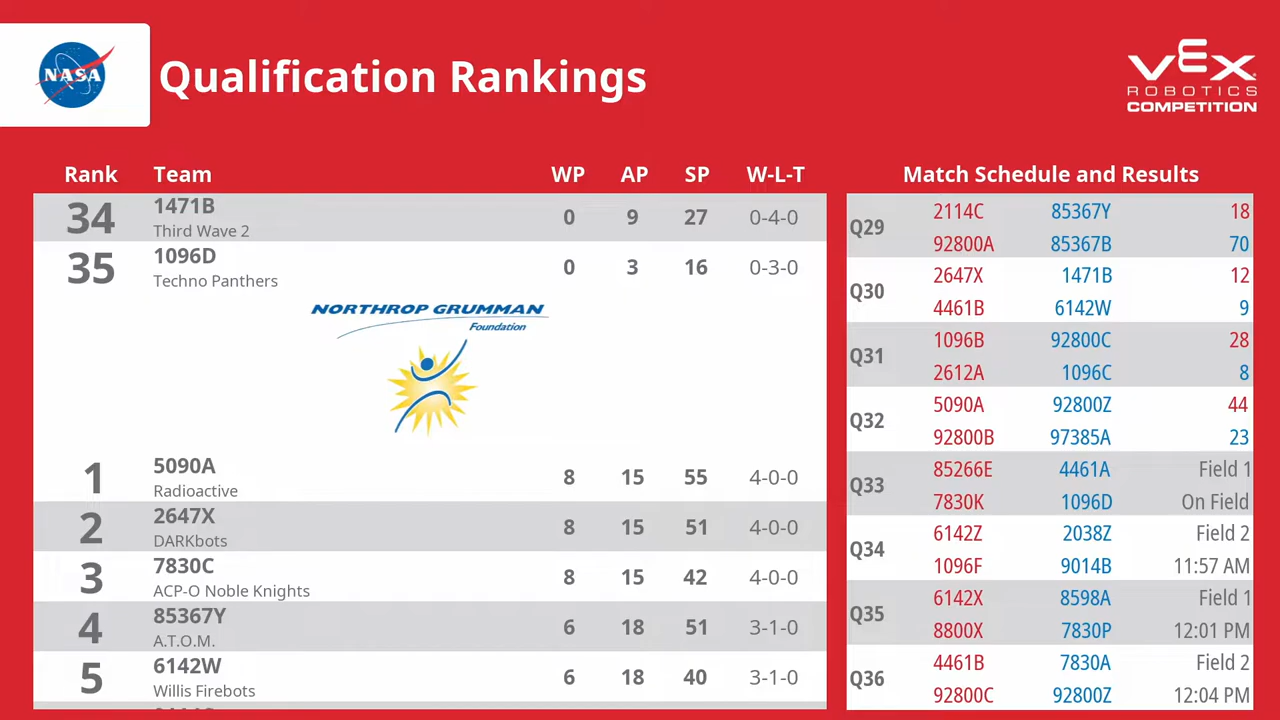 NASA
Qualification Rankings
VEX
ROBOTICS
COMPETITION
Rank Team WP AP SP W-L-T
34 1471B Third Wave 2 0 9 27 0-4-0
35 1096D Techno Panthers 0 3 16 0-3-0
NORTHROP GRUMMAN
Foundation
1 5090A Radioactive 8 15 55 4-0-0
2 2647X DARKbots 8 15 51 4-0-0
3 7830C ACP-O Noble Knights 8 15 42 4-0-0
4 85367Y A.T.O.M. 6 18 51 3-1-0
5 6142W Willis Firebots 6 18 40 3-1-0
Match Schedule and Results
Q29 2114C 85367Y 18
92800A 85367B 70
Q30 2647X 1471B 12
4461B 6142W 9
Q31 1096B 92800C 28
2612A 1096C 8
Q32 5090A 92800Z 44
92800B 97385A 23
Q33 85266E 4461A Field 1
7830K 1096D On Field
Q34 6142Z 2038Z Field 2
1096F 9014B 11:57 AM
Q35 6142X 8598A Field 1
8800X 7830P 12:01 PM
Q36 4461B 7830A Field 2
92800C 92800Z 12:04 PM